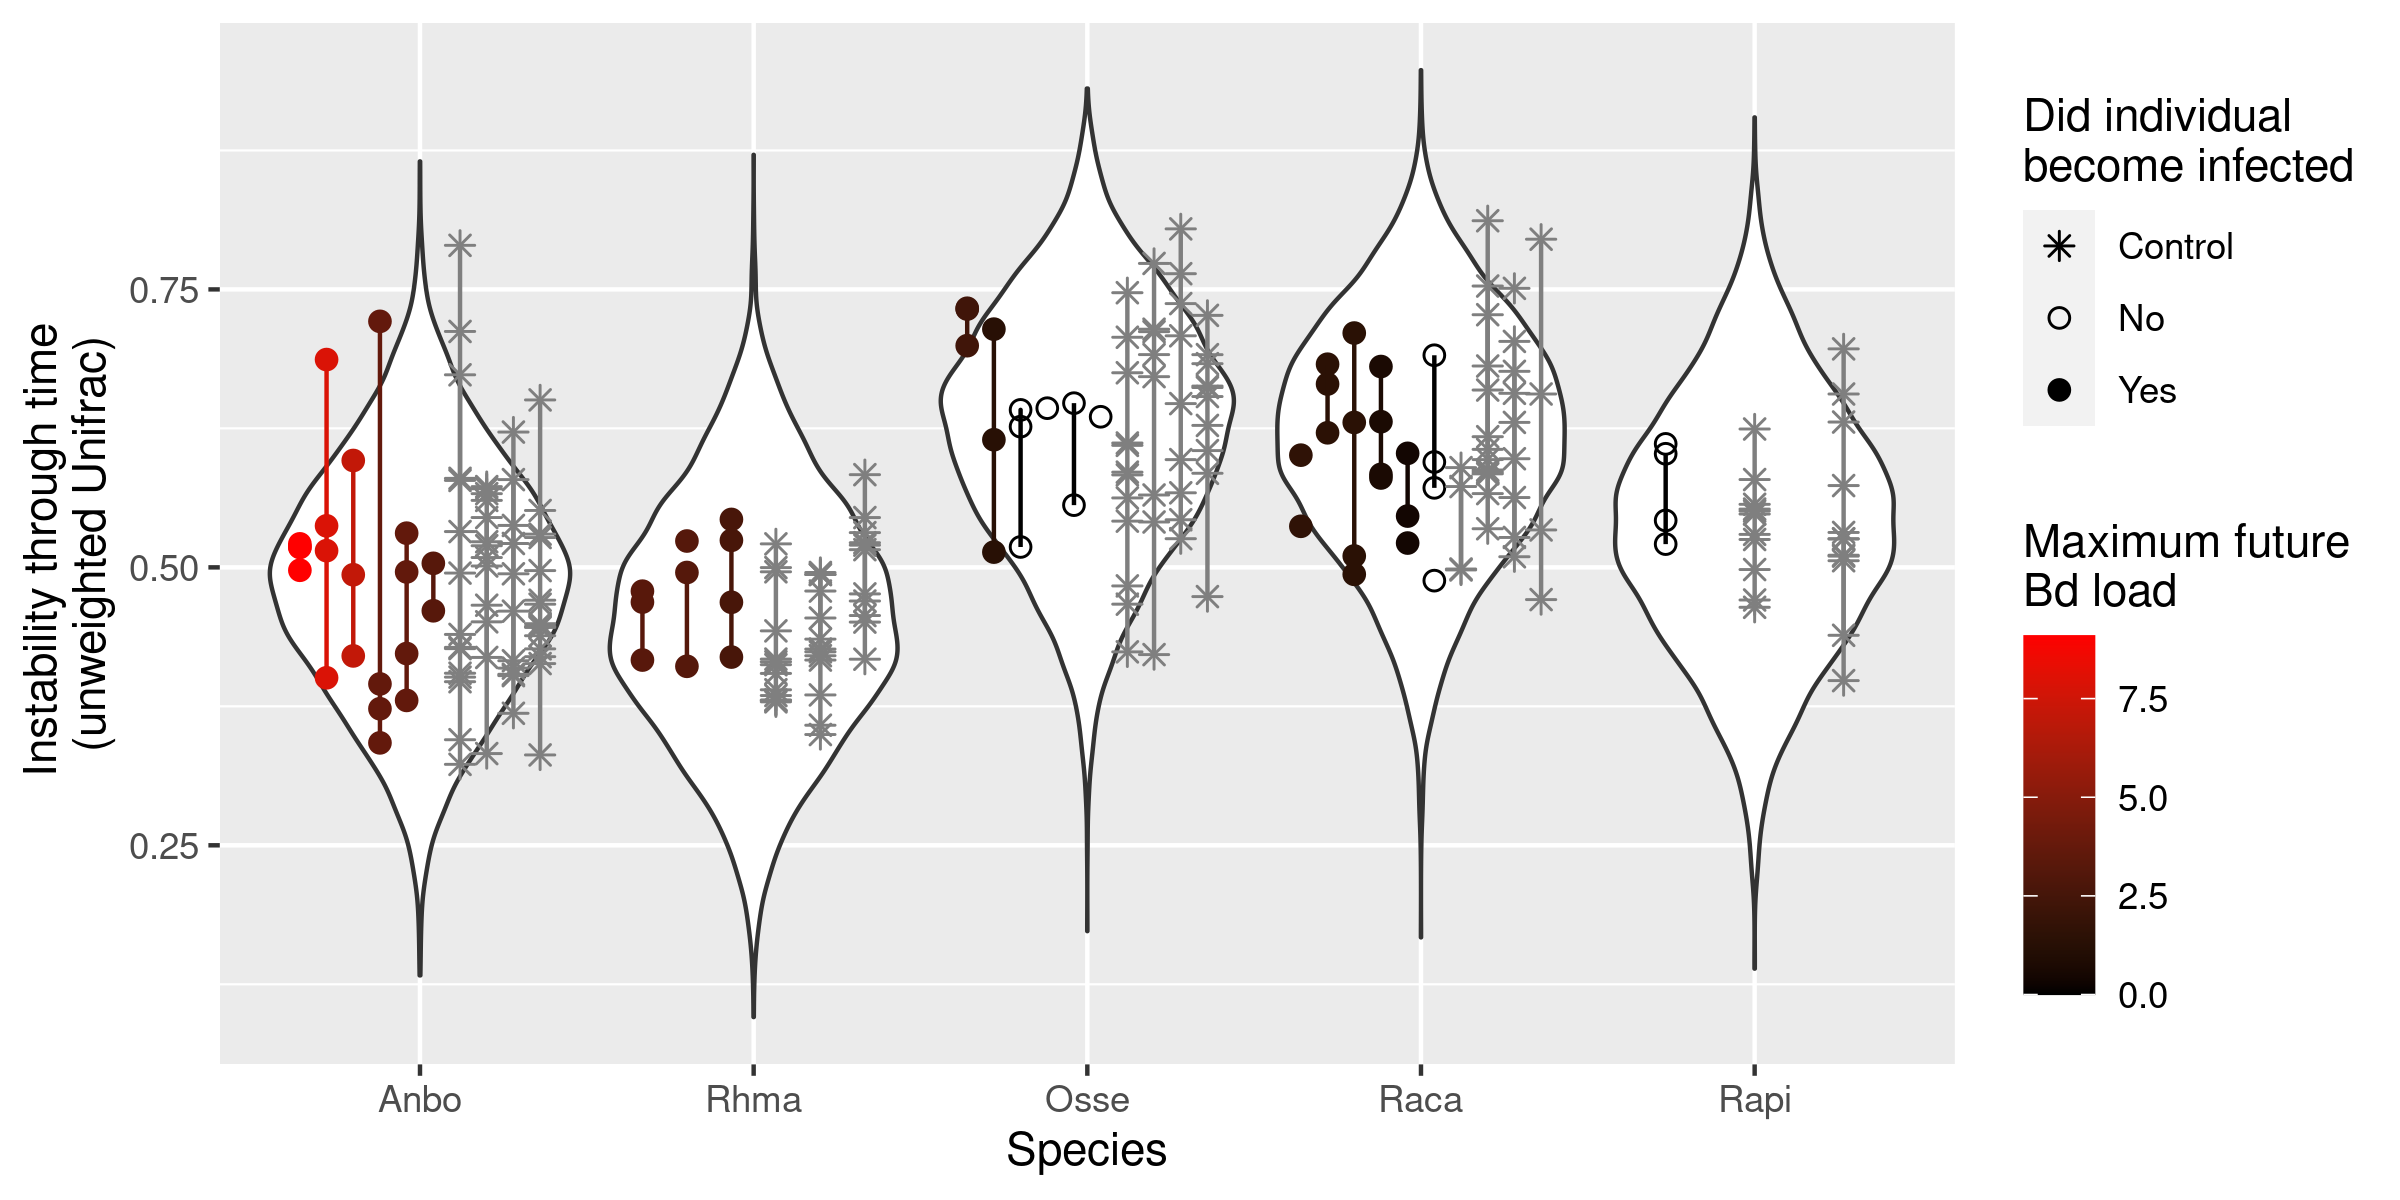 Instability through time
(unweighted Unifrac)
0.75
0.50
0.25
Anbo
Rhma
Osse
Raca
Rapi
Species
Did individual
become infected
Control
No
Yes
Maximum future
Bd load
7.5
5.0
2.5
0.0